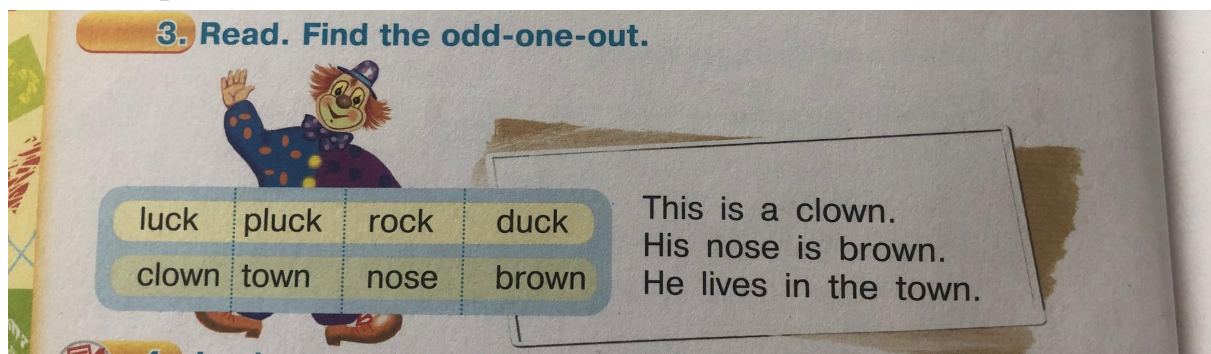 3. Read. Find the odd-one-out.
luck pluck rock duck
clown town nose brown
This is a clown.
His nose is brown.
He lives in the town.